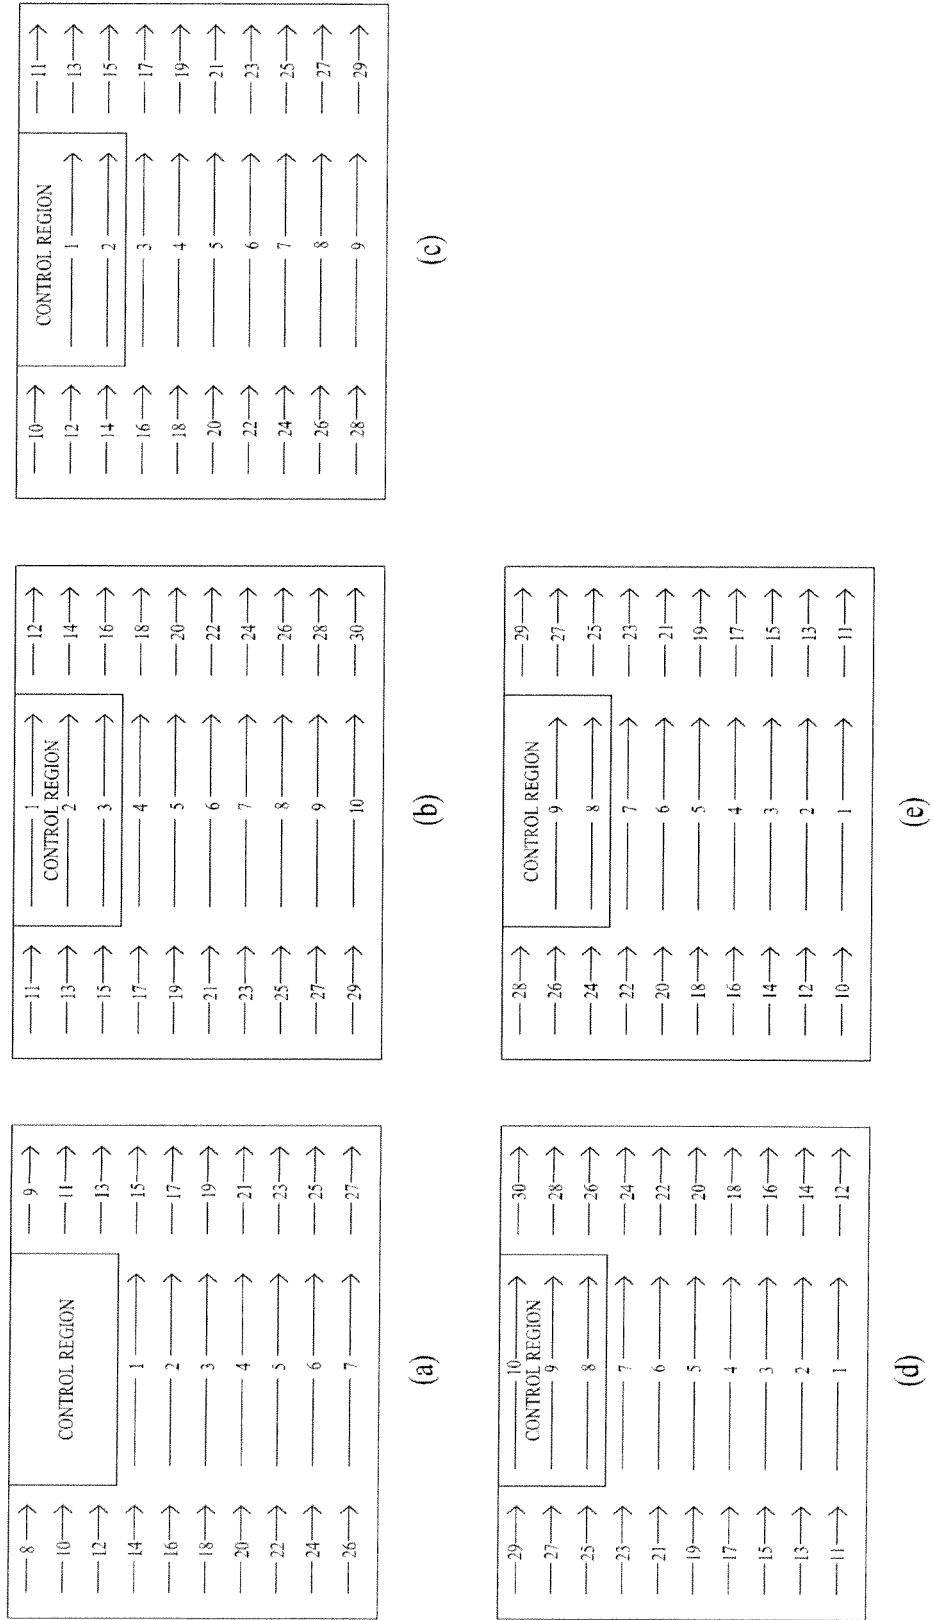 8 9
10 CONTROL REGION 11
12 13
14 1 15
16 2 17
18 3 19
20 4 21
22 5 23
24 6 25
26 7 27
(a)
11 1 12
CONTROL REGION
13 2 14
15 3 16
17 4 18
19 5 20
21 6 22
23 7 24
25 8 26
27 9 28
29 10 30
(b)
10 CONTROL REGION 11
12 1 13
14 2 15
16 3 17
18 4 19
20 5 21
22 6 23
24 7 25
26 8 27
28 9 29
(c)
29 10 30
CONTROL REGION
27 9 28
25 8 26
23 7 24
21 6 22
19 5 20
17 4 18
15 3 16
13 2 14
11 1 12
(d)
28 CONTROL REGION 29
26 9 27
24 8 25
22 7 23
20 6 21
18 5 19
16 4 17
14 3 15
12 2 13
10 1 11
(e)